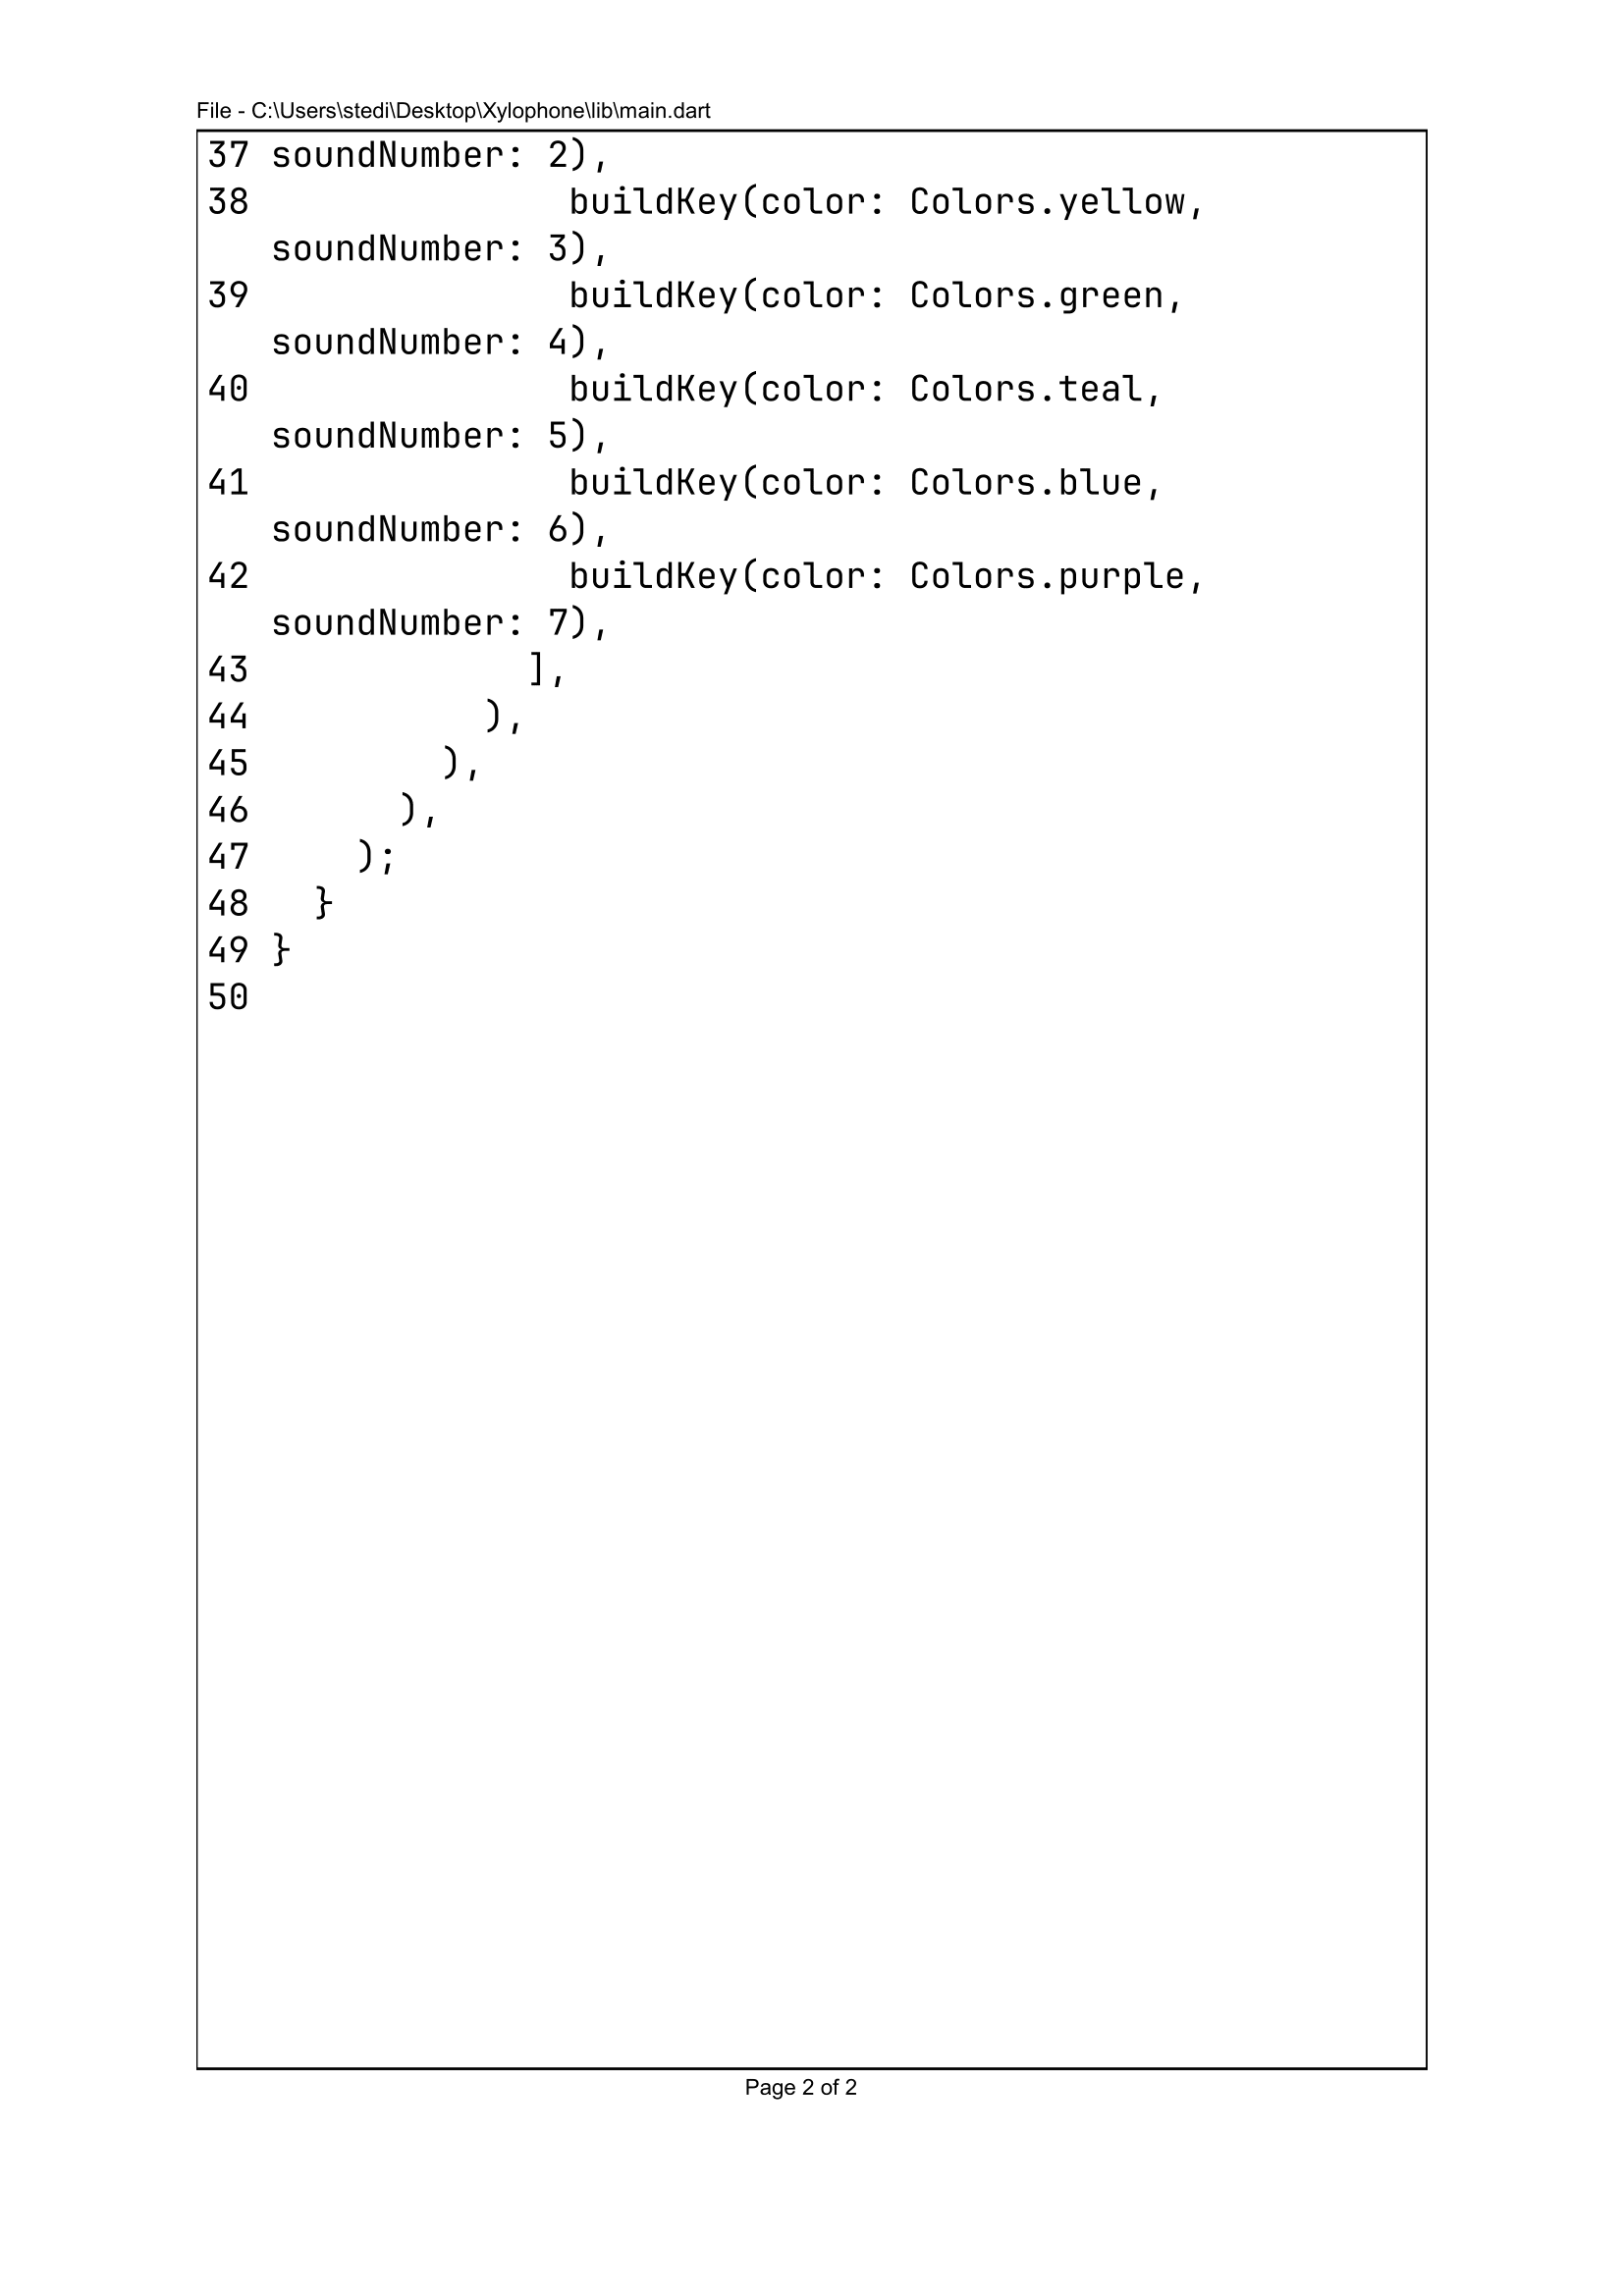 File - C:\Users\stedi\Desktop\Xylophone\lib\main.dart
37 soundNumber: 2),
38               buildKey(color: Colors.yellow,
   soundNumber: 3),
39               buildKey(color: Colors.green,
   soundNumber: 4),
40               buildKey(color: Colors.teal,
   soundNumber: 5),
41               buildKey(color: Colors.blue,
   soundNumber: 6),
42               buildKey(color: Colors.purple,
   soundNumber: 7),
43             ],
44           ),
45         ),
46       ),
47     );
48   }
49 }
50
Page 2 of 2